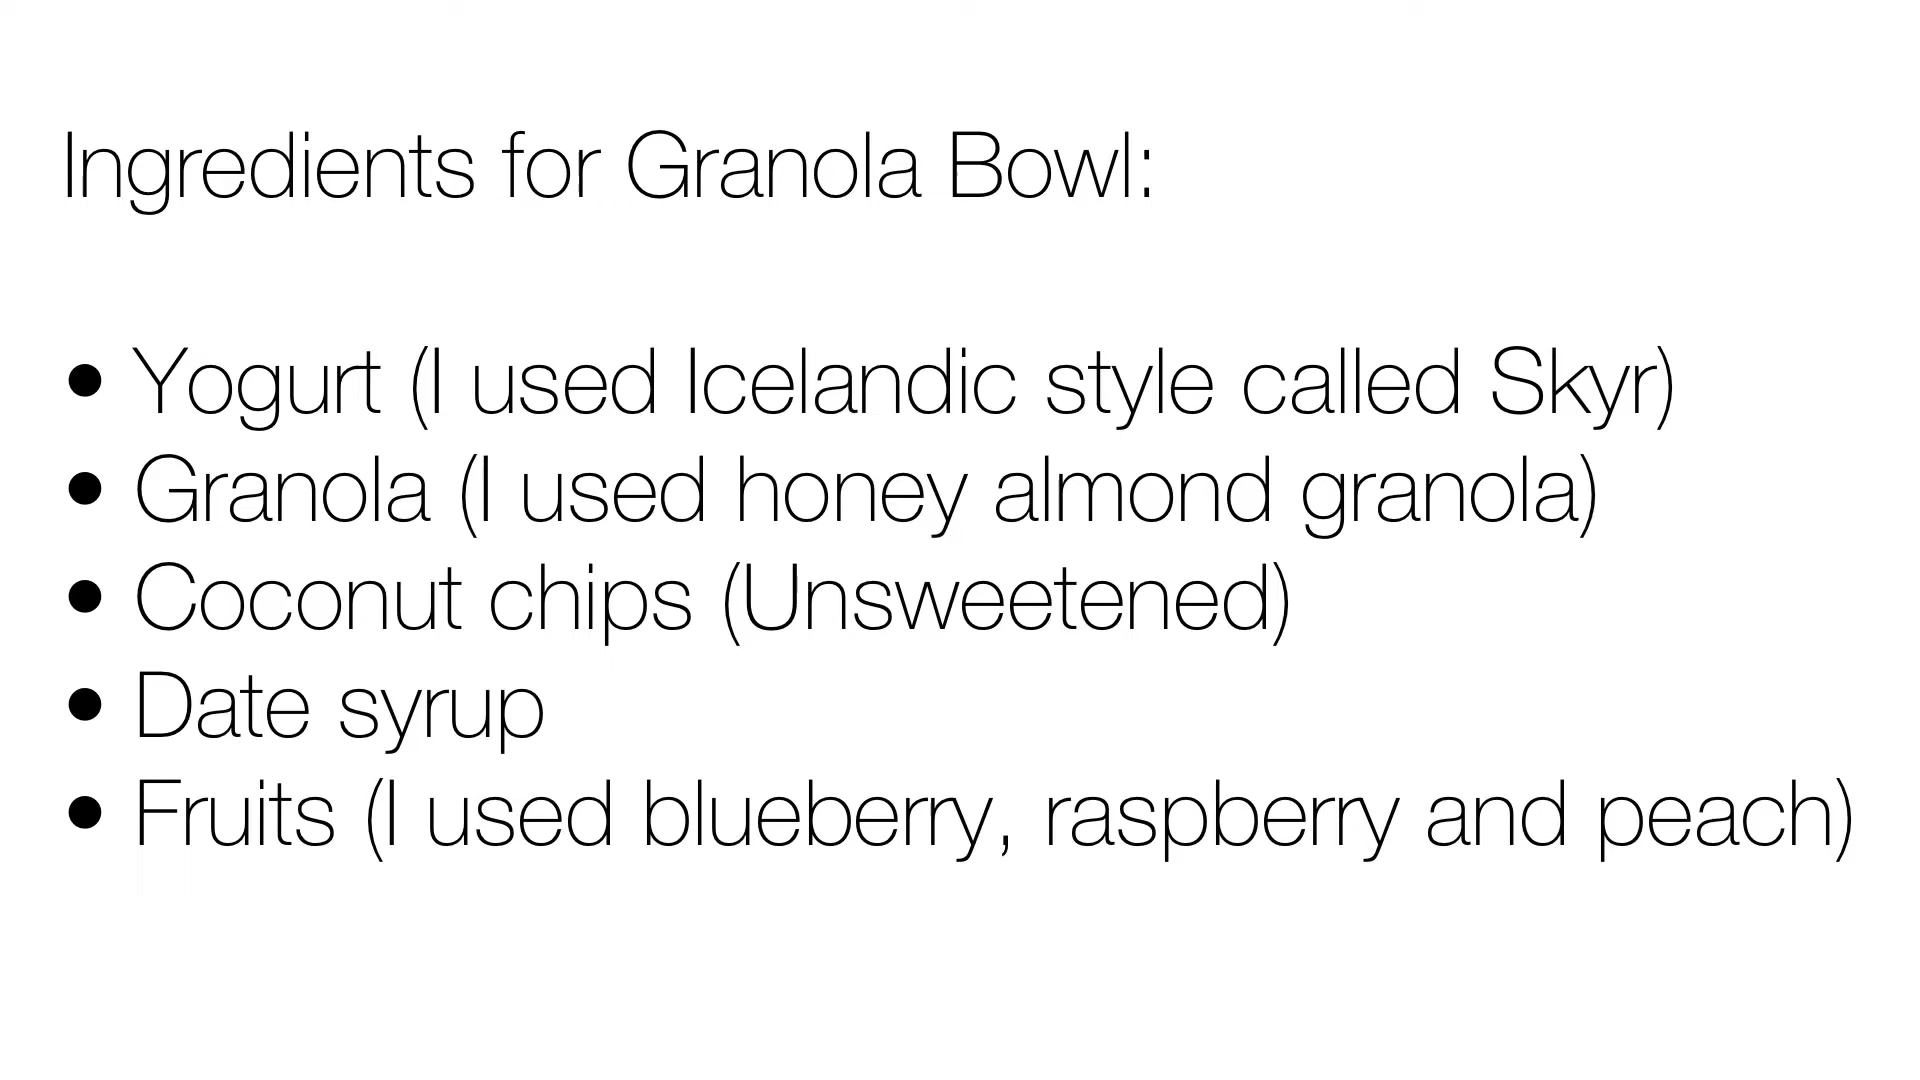 Ingredients for Granola Bowl:
• Yogurt (I used Icelandic style called Skyr)
• Granola (I used honey almond granola)
• Coconut chips (Unsweetened)
• Date syrup
• Fruits (I used blueberry, raspberry and peach)